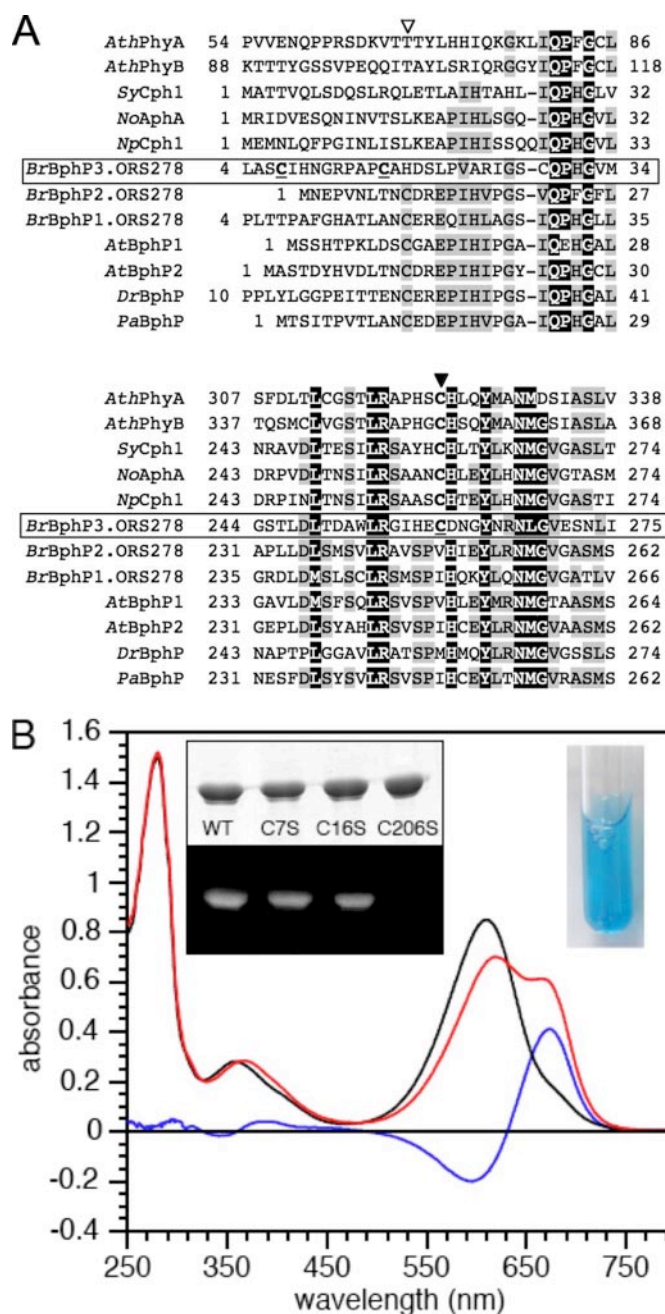 A
AthPhyA 54 PVVENQPPRSDKVTTTYLHHIQKGKLIQPFGCL 86
AthPhyB 88 KTTTYGSSVPEQQITAYLSRIQRGGYIQPFGCL 118
SyCph1 1 MATTVQLSDQSLRQLETLAIHTAHL-IQPHGLV 32
NoAphA 1 MRIDVESQNINVTSLKEAPIHLSGQ-IQPHGVL 32
NpCph1 1 MEMNLQFPGINLISLKEAPIHISSQQIQPHGVL 32
BrBphP3.ORS278 4 LASCIHNGRPAPCAHDSLPVARIGS-CQPHGVM 34
BrBphP2.ORS278 1 MNEPVNLTNCDREPIHVPGS-VQPFGFL 27
BrBphP1.ORS278 4 PLTTPAFGHATLANCEREQIHLAGS-IQPHGLL 35
AtBphP1 1 MSSHTPKLDSCGAEPIHIPGA-IQEHGAL 28
AtBphP2 1 MASTDYHVDLTNCDREPIHIPGY-IQPHGCL 30
DrBphP 10 PPLYLGGPEITTENCEREPIHIPGS-IQPHGAL 41
PaBphP 1 MTSITPVTLANCEDEPIHVPGA-IQPHGAL 29
AthPhyA 307 SFDLTLCGSTLRAPHSCHLQYMANMDSIASLV 338
AthPhyB 337 TQSMCLVGSTLRAPHGCHSQYMANMGSIASLA 368
SyCph1 243 NRAVDLTESILRSAYHCHLTYLKNMGVGASLT 274
NoAphA 243 DRPVDLTNSILRSAANCHLEYLHNMGVGTASM 274
NpCph1 243 DRPINLTNSILRSAASCHTEYLHNMGVGASTI 274
BrBphP3.ORS278 244 GSTLDLTDAWLRGIHECDNGYNRNLGVESNLI 275
BrBphP2.ORS278 231 APLLDLSMSVLRAVSPVHIEYLRNMGVGASMS 262
BrBphP1.ORS278 235 GRDLDMSLSCLRSMSPIHQKYLQNMGVGATLV 266
AtBphP1 233 GAVLDMSFSQLRSVSPVHLEYMRNMGTAASMS 264
AtBphP2 231 GEPLDLSYAHLRSVSPIHCEYLRNMGVAASMS 262
DrBphP 243 NAPTPLGGAVLRATSPMHMQYLRNMGVGSSLS 274
PaBphP 231 NESFDLSYSVLRSVSPIHCEYLTNMGVRASMS 262
B
1.6
1.4
1.2
1
0.8
0.6
0.4
0.2
0
-0.2
-0.4
absorbance
WT C7S C16S C206S
250 350 450 550 650 750
wavelength (nm)